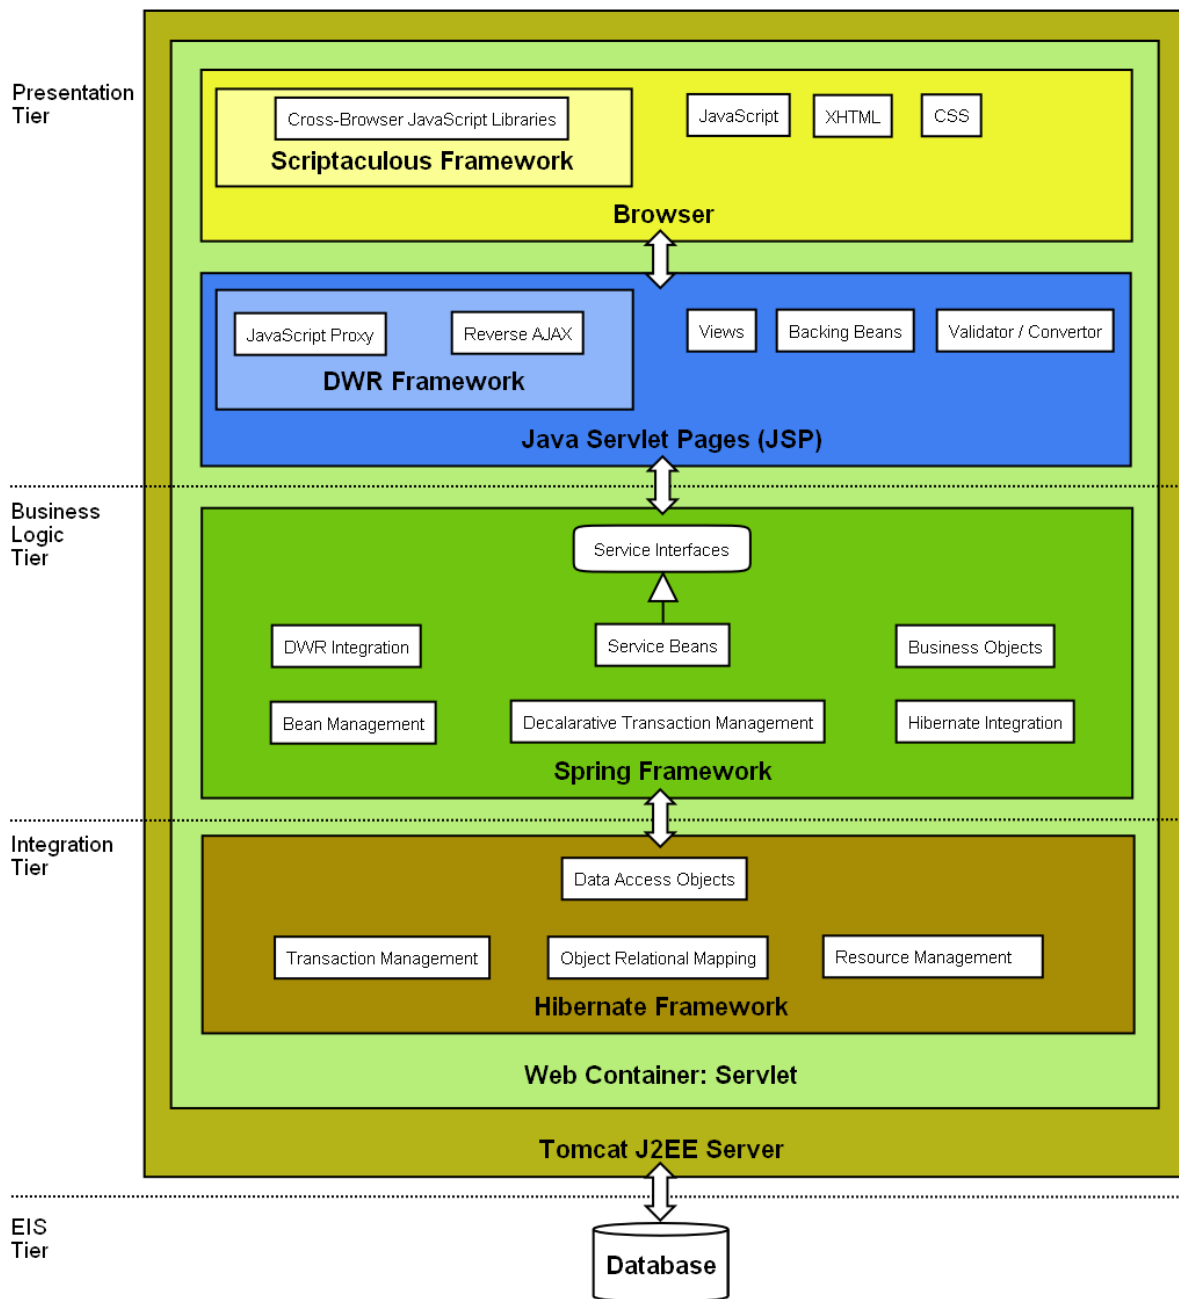 Presentation
Tier
Cross-Browser JavaScript Libraries
Scriptaculous Framework
JavaScript
XHTML
CSS
Browser
JavaScript Proxy
Reverse AJAX
DWR Framework
Views
Backing Beans
Validator / Convertor
Java Servlet Pages (JSP)
Business
Logic
Tier
Service Interfaces
DWR Integration
Service Beans
Business Objects
Bean Management
Decalarative Transaction Management
Hibernate Integration
Spring Framework
Integration
Tier
Data Access Objects
Transaction Management
Object Relational Mapping
Resource Management
Hibernate Framework
Web Container: Servlet
Tomcat J2EE Server
EIS
Tier
Database